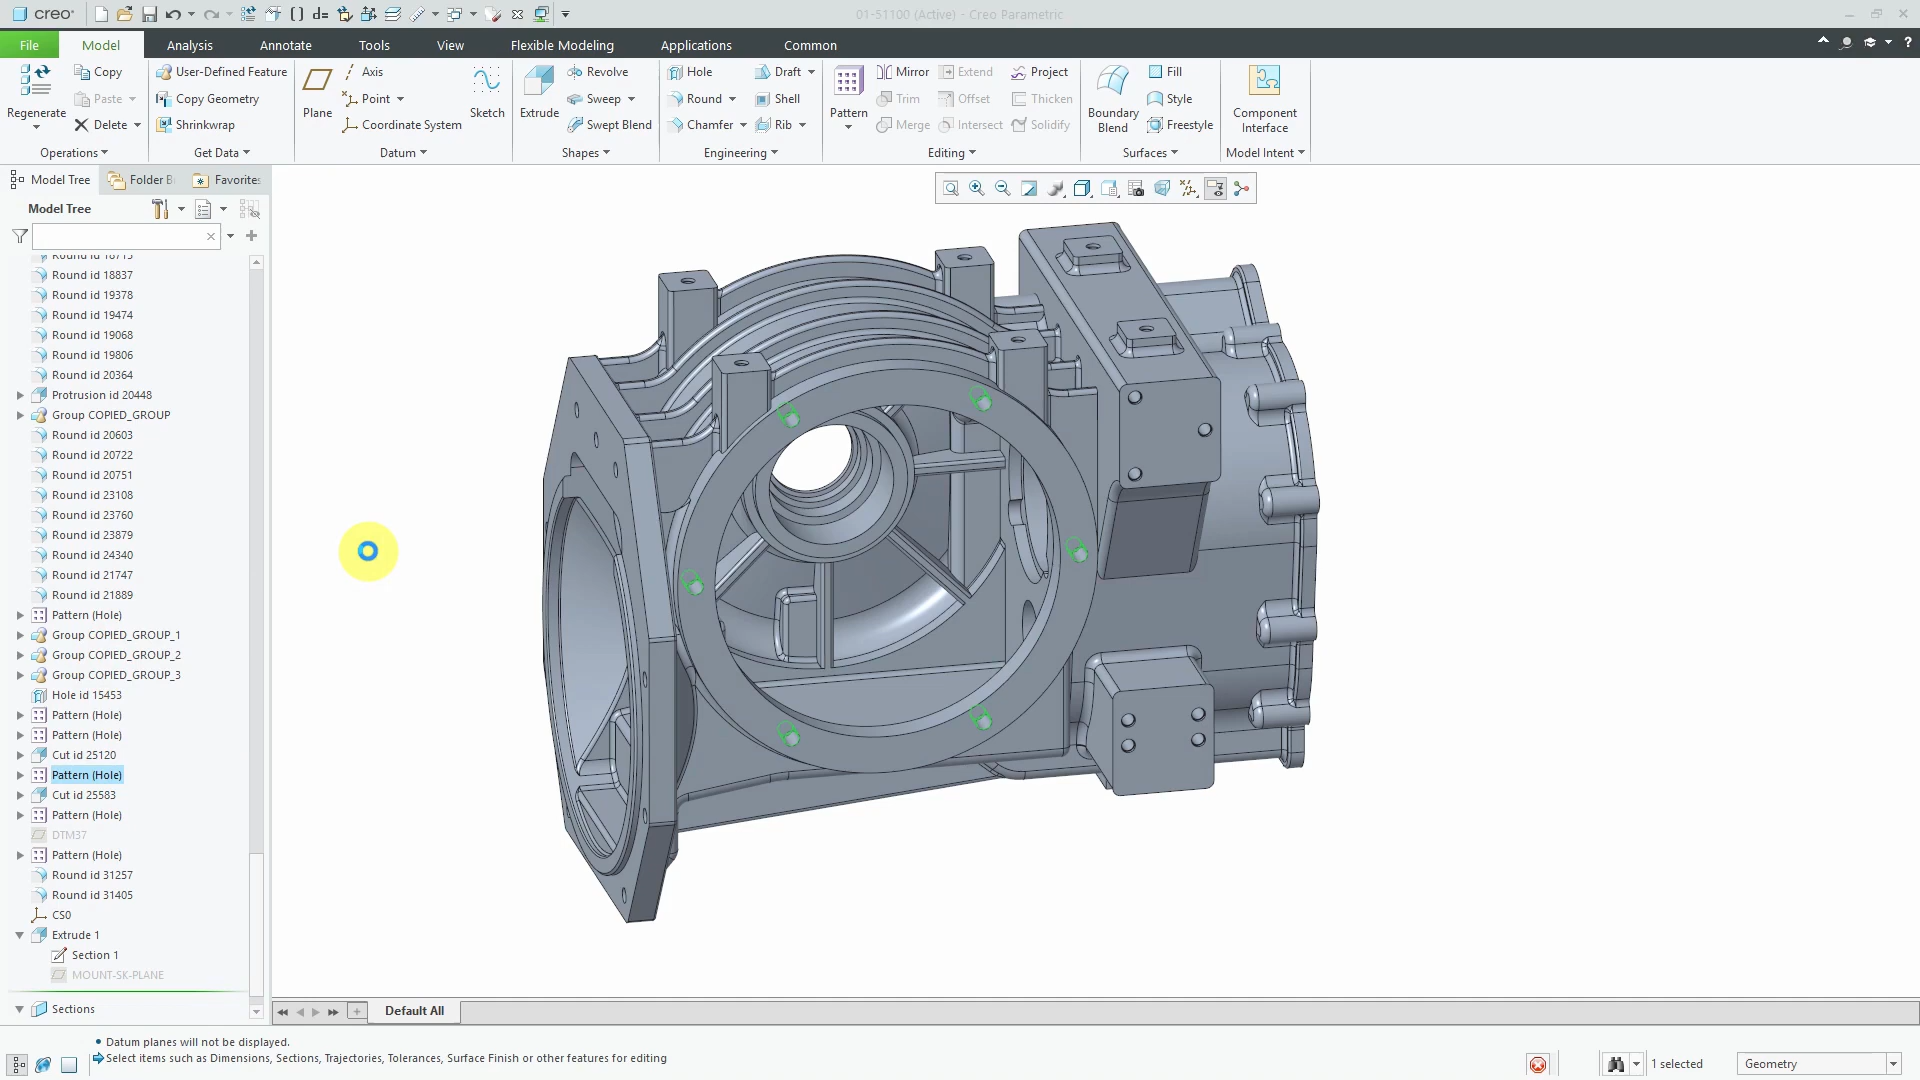 creo
01-51100 (Active) - Creo Parametric
File
Model
Analysis
Annotate
Tools
View
Flexible Modeling
Applications
Common
Regenerate
Copy
Paste
Delete
Operations
User-Defined Feature
Copy Geometry
Shrinkwrap
Get Data
Plane
Axis
Point
Coordinate System
Sketch
Datum
Extrude
Revolve
Sweep
Swept Blend
Shapes
Hole
Round
Chamfer
Draft
Shell
Rib
Engineering
Pattern
Mirror
Trim
Merge
Extend
Offset
Intersect
Project
Thicken
Solidify
Editing
Boundary
Blend
Fill
Style
Freestyle
Surfaces
Component
Interface
Model Intent
Model Tree
Folder B
Favorites
Model Tree
Round id 18715
Round id 18837
Round id 19378
Round id 19474
Round id 19068
Round id 19806
Round id 20364
Protrusion id 20448
Group COPIED_GROUP
Round id 20603
Round id 20722
Round id 20751
Round id 23108
Round id 23760
Round id 23879
Round id 24340
Round id 21747
Round id 21889
Pattern (Hole)
Group COPIED_GROUP_1
Group COPIED_GROUP_2
Group COPIED_GROUP_3
Hole id 15453
Pattern (Hole)
Pattern (Hole)
Cut id 25120
Pattern (Hole)
Cut id 25583
Pattern (Hole)
DTM37
Pattern (Hole)
Round id 31257
Round id 31405
CS0
Extrude 1
Section 1
MOUNT-SK-PLANE
Sections
Default All
• Datum planes will not be displayed.
Select items such as Dimensions, Sections, Trajectories, Tolerances, Surface Finish or other features for editing
1 selected
Geometry